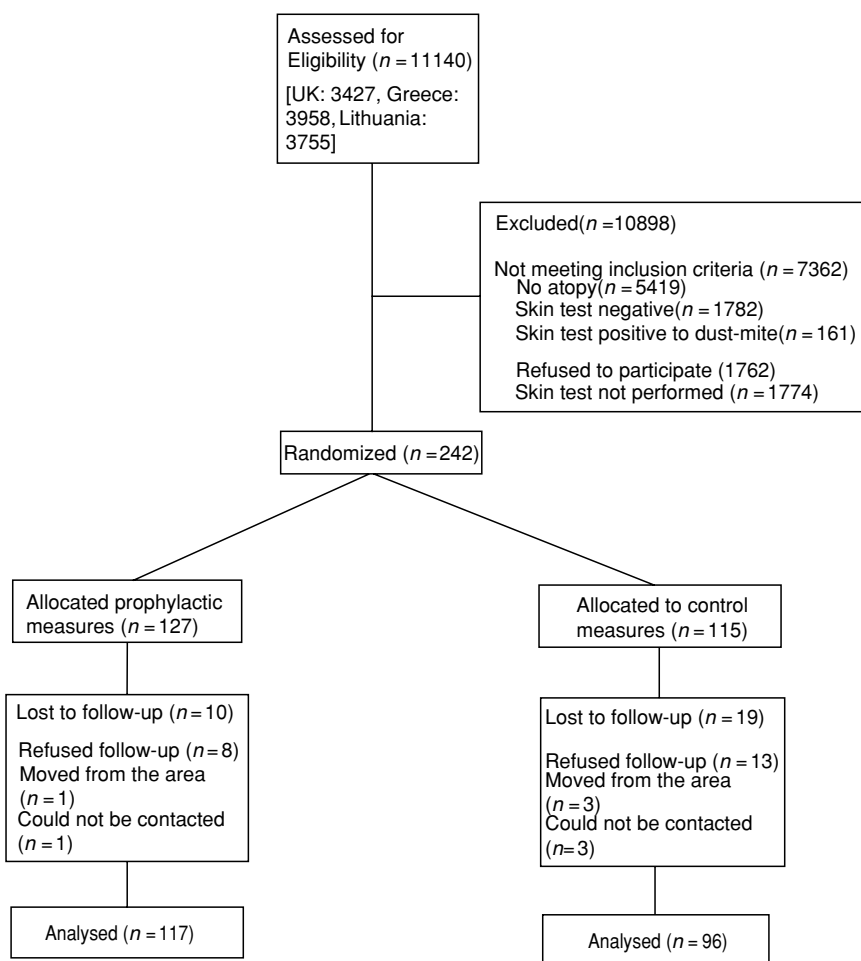 Assessed for
Eligibility (n = 11140)
[UK: 3427, Greece:
3958, Lithuania:
3755]
Excluded(n =10898)
Not meeting inclusion criteria (n = 7362)
No atopy(n = 5419)
Skin test negative(n = 1782)
Skin test positive to dust-mite(n = 161)
Refused to participate (1762)
Skin test not performed (n = 1774)
Randomized (n = 242)
Allocated prophylactic
measures (n = 127)
Lost to follow-up (n = 10)
Refused follow-up (n = 8)
Moved from the area
(n = 1)
Could not be contacted
(n = 1)
Analysed (n = 117)
Allocated to control
measures (n = 115)
Lost to follow-up (n = 19)
Refused follow-up (n = 13)
Moved from the area
(n = 3)
Could not be contacted
(n= 3)
Analysed (n = 96)